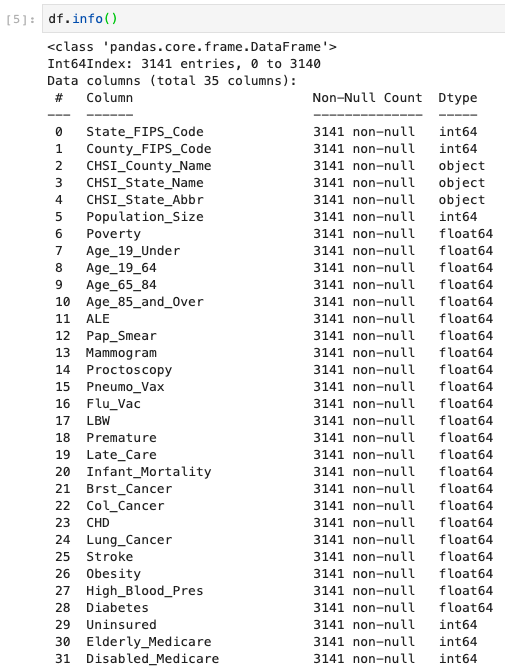 [5]: df.info()
<class 'pandas.core.frame.DataFrame'>
Int64Index: 3141 entries, 0 to 3140
Data columns (total 35 columns):
 #   Column                  Non-Null Count  Dtype
---  ------                  --------------  -----
 0   State_FIPS_Code         3141 non-null   int64
 1   County_FIPS_Code        3141 non-null   int64
 2   CHSI_County_Name        3141 non-null   object
 3   CHSI_State_Name         3141 non-null   object
 4   CHSI_State_Abbr         3141 non-null   object
 5   Population_Size         3141 non-null   int64
 6   Poverty                 3141 non-null   float64
 7   Age_19_Under            3141 non-null   float64
 8   Age_19_64               3141 non-null   float64
 9   Age_65_84               3141 non-null   float64
 10  Age_85_and_Over         3141 non-null   float64
 11  ALE                     3141 non-null   float64
 12  Pap_Smear               3141 non-null   float64
 13  Mammogram               3141 non-null   float64
 14  Proctoscopy             3141 non-null   float64
 15  Pneumo_Vax              3141 non-null   float64
 16  Flu_Vac                 3141 non-null   float64
 17  LBW                     3141 non-null   float64
 18  Premature               3141 non-null   float64
 19  Late_Care               3141 non-null   float64
 20  Infant_Mortality        3141 non-null   float64
 21  Brst_Cancer             3141 non-null   float64
 22  Col_Cancer              3141 non-null   float64
 23  CHD                     3141 non-null   float64
 24  Lung_Cancer             3141 non-null   float64
 25  Stroke                  3141 non-null   float64
 26  Obesity                 3141 non-null   float64
 27  High_Blood_Pres         3141 non-null   float64
 28  Diabetes                3141 non-null   float64
 29  Uninsured               3141 non-null   int64
 30  Elderly_Medicare        3141 non-null   int64
 31  Disabled_Medicare       3141 non-null   int64